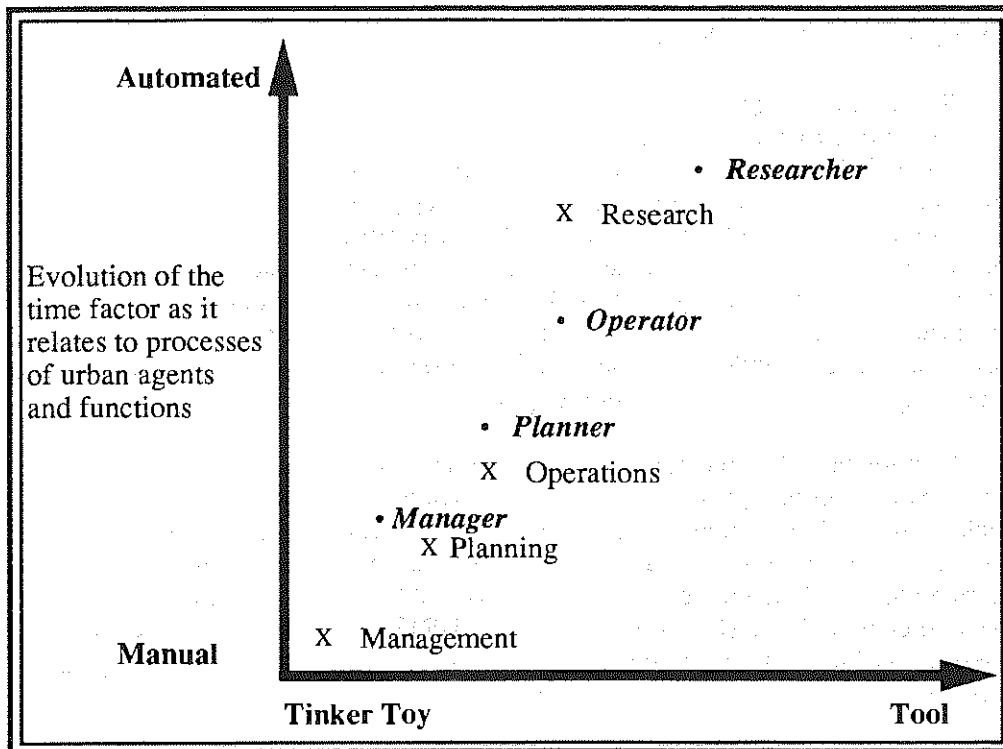 Automated
• Researcher
X Research
Evolution of the
time factor as it
relates to processes
of urban agents
and functions
• Operator
• Planner
X Operations
• Manager
X Planning
X Management
Manual
Tinker Toy
Tool